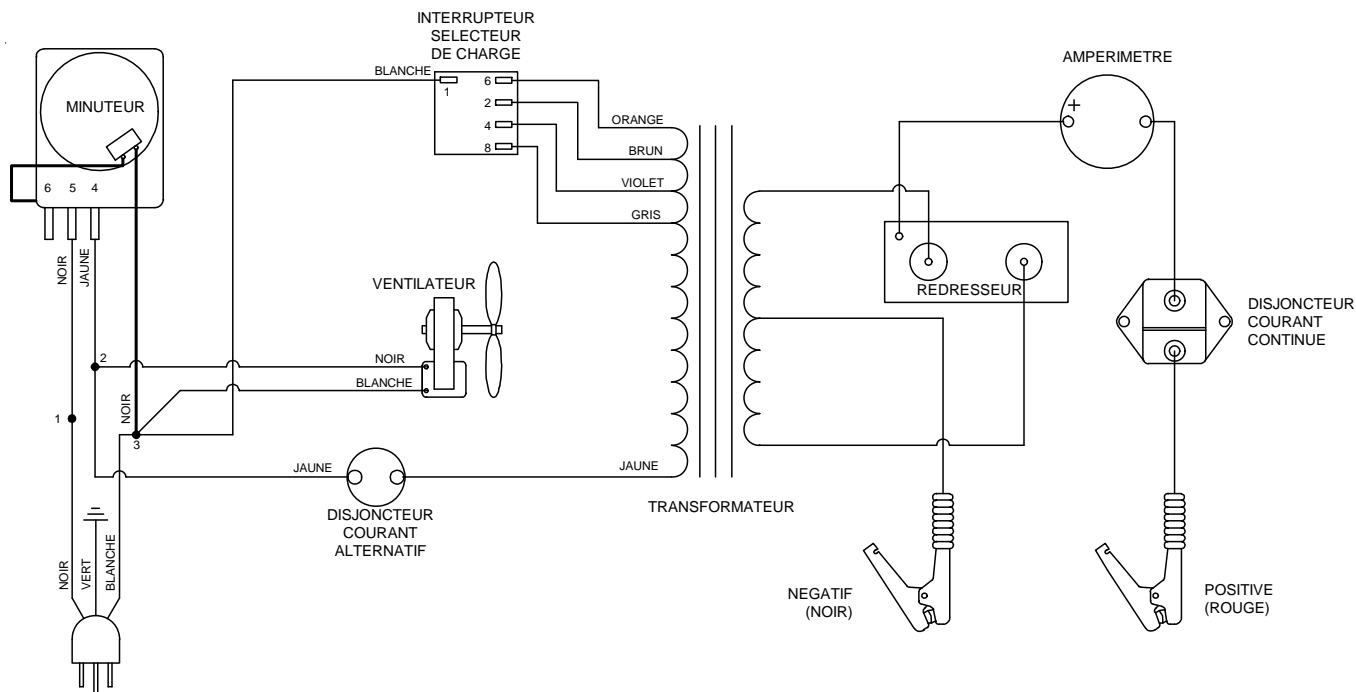 INTERRUPTEUR
SELECTEUR
DE CHARGE
AMPERIMETRE
BLANCHE
1
6
2
4
8
+
MINUTEUR
ORANGE
BRUN
VIOLET
GRIS
6 5 4
NOIR
JAUNE
VENTILATEUR
REDRESSEUR
DISJONCTEUR
COURANT
CONTINUE
2
NOIR
BLANCHE
NOIR
1
3
JAUNE
JAUNE
TRANSFORMATEUR
DISJONCTEUR
COURANT
ALTERNATIF
NOIR
VERT
BLANCHE
NEGATIF
(NOIR)
POSITIVE
(ROUGE)